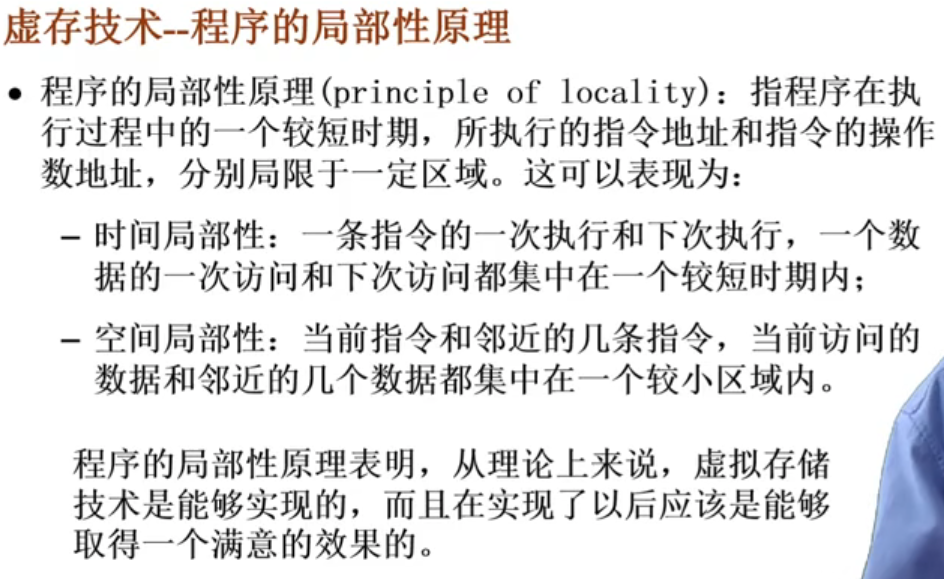 虚存技术--程序的局部性原理
• 程序的局部性原理(principle of locality)：指程序在执
行过程中的一个较短时期，所执行的指令地址和指令的操作
数地址，分别局限于一定区域。这可以表现为：
– 时间局部性：一条指令的一次执行和下次执行，一个数
据的一次访问和下次访问都集中在一个较短时期内；
– 空间局部性：当前指令和邻近的几条指令，当前访问的
数据和邻近的几个数据都集中在一个较小区域内。
程序的局部性原理表明，从理论上来说，虚拟存储
技术是能够实现的，而且在实现了以后应该是能够
取得一个满意的效果的。